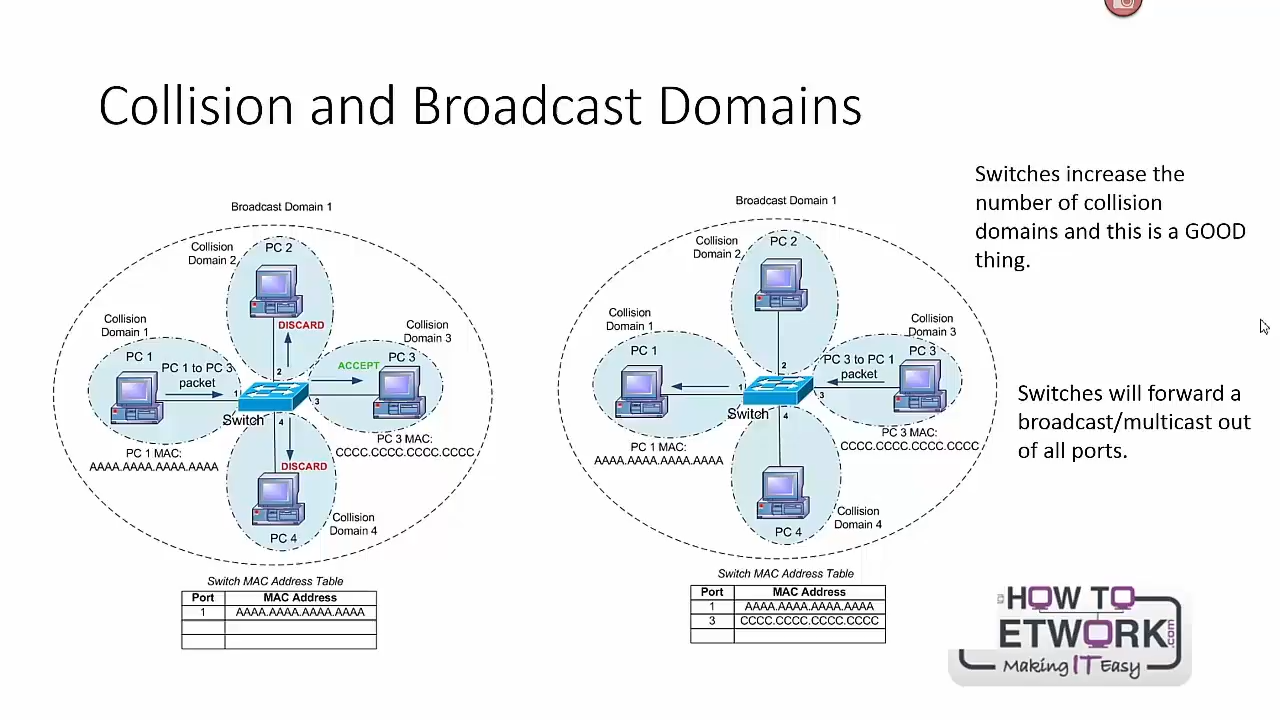 Collision and Broadcast Domains
Broadcast Domain 1
Collision
Domain 2
PC 2
DISCARD
Collision
Domain 1
PC 1
PC 1 to PC 3
packet
Collision
Domain 3
PC 3
ACCEPT
1
2
3
4
Switch
PC 1 MAC:
AAAA.AAAA.AAAA.AAAA
PC 3 MAC:
CCCC.CCCC.CCCC.CCCC
DISCARD
PC 4
Collision
Domain 4
Switch MAC Address Table
Port MAC Address
1 AAAA.AAAA.AAAA.AAAA
Broadcast Domain 1
Collision
Domain 2
PC 2
Collision
Domain 1
PC 1
Collision
Domain 3
PC 3
PC 3 to PC 1
packet
1
2
3
4
Switch
PC 1 MAC:
AAAA.AAAA.AAAA.AAAA
PC 3 MAC:
CCCC.CCCC.CCCC.CCCC
PC 4
Collision
Domain 4
Switch MAC Address Table
Port MAC Address
1 AAAA.AAAA.AAAA.AAAA
3 CCCC.CCCC.CCCC.CCCC
Switches increase the
number of collision
domains and this is a GOOD
thing.
Switches will forward a
broadcast/multicast out
of all ports.
HOW TO
ETWORK.com
Making IT Easy